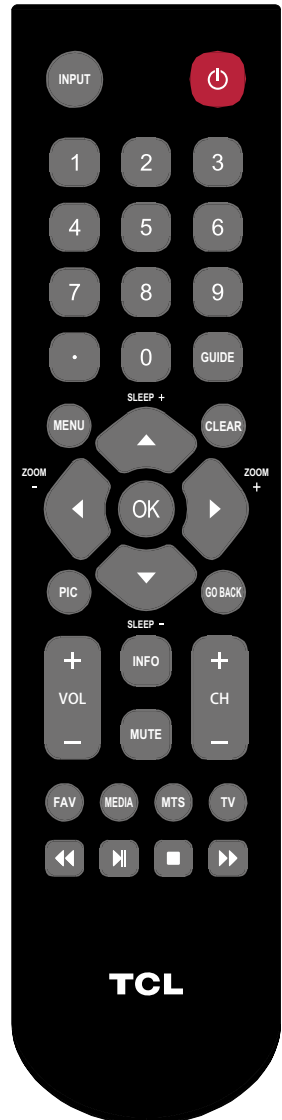 INPUT
1 2 3
4 5 6
7 8 9
. 0 GUIDE
SLEEP +
MENU CLEAR
ZOOM - OK ZOOM +
PIC GO BACK
SLEEP -
+ INFO +
VOL CH
- MUTE -
FAV MEDIA MTS TV
TCL